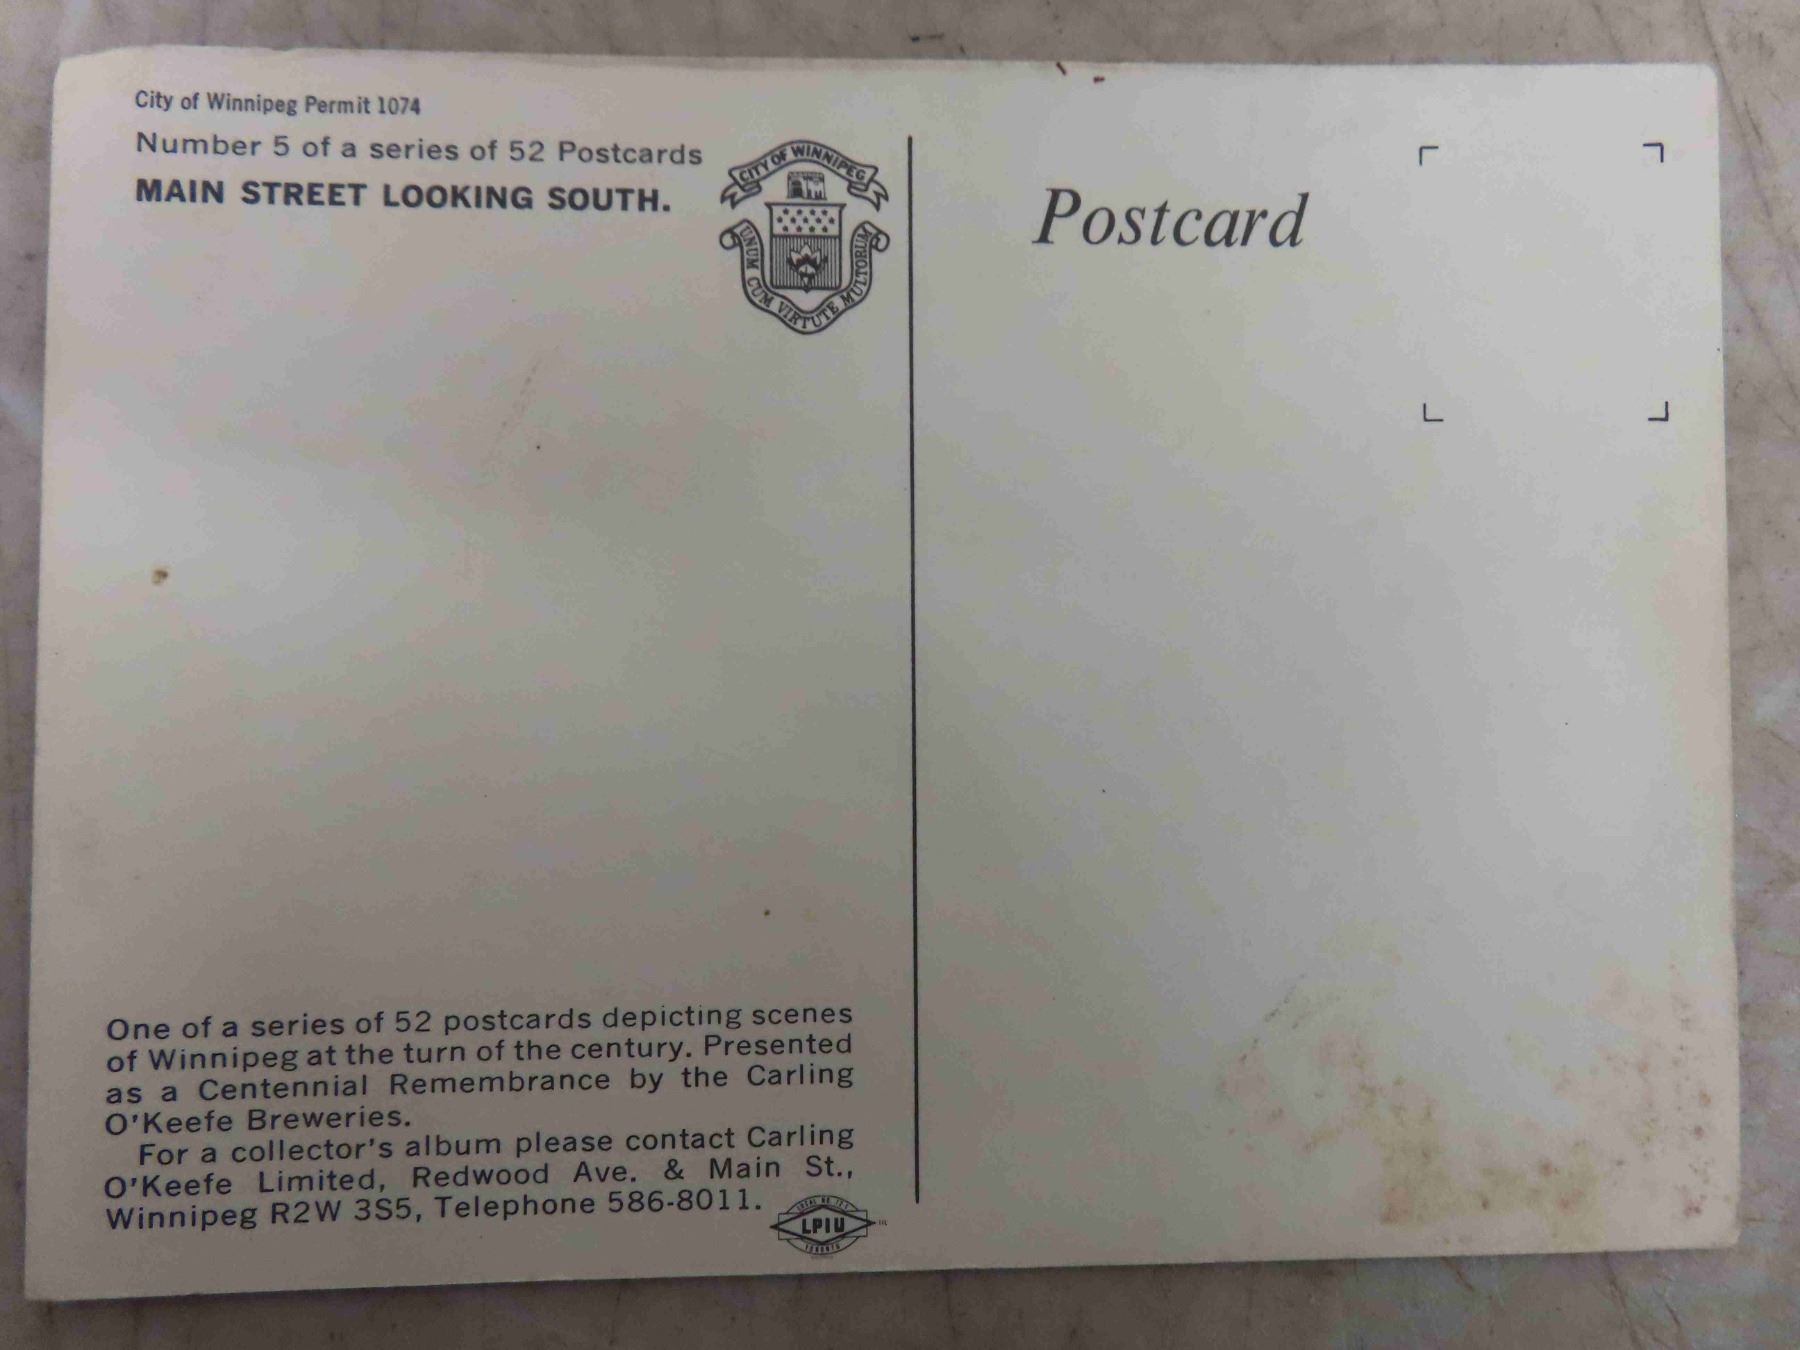 City of Winnipeg Permit 1074
Number 5 of a series of 52 Postcards
MAIN STREET LOOKING SOUTH.
CITY OF WINNIPEG
UNUM CUM VIRTUTE MULTORUM
Postcard
One of a series of 52 postcards depicting scenes
of Winnipeg at the turn of the century. Presented
as a Centennial Remembrance by the Carling
O'Keefe Breweries.
For a collector's album please contact Carling
O'Keefe Limited, Redwood Ave. & Main St.,
Winnipeg R2W 3S5, Telephone 586-8011.
LPIU
TORONTO